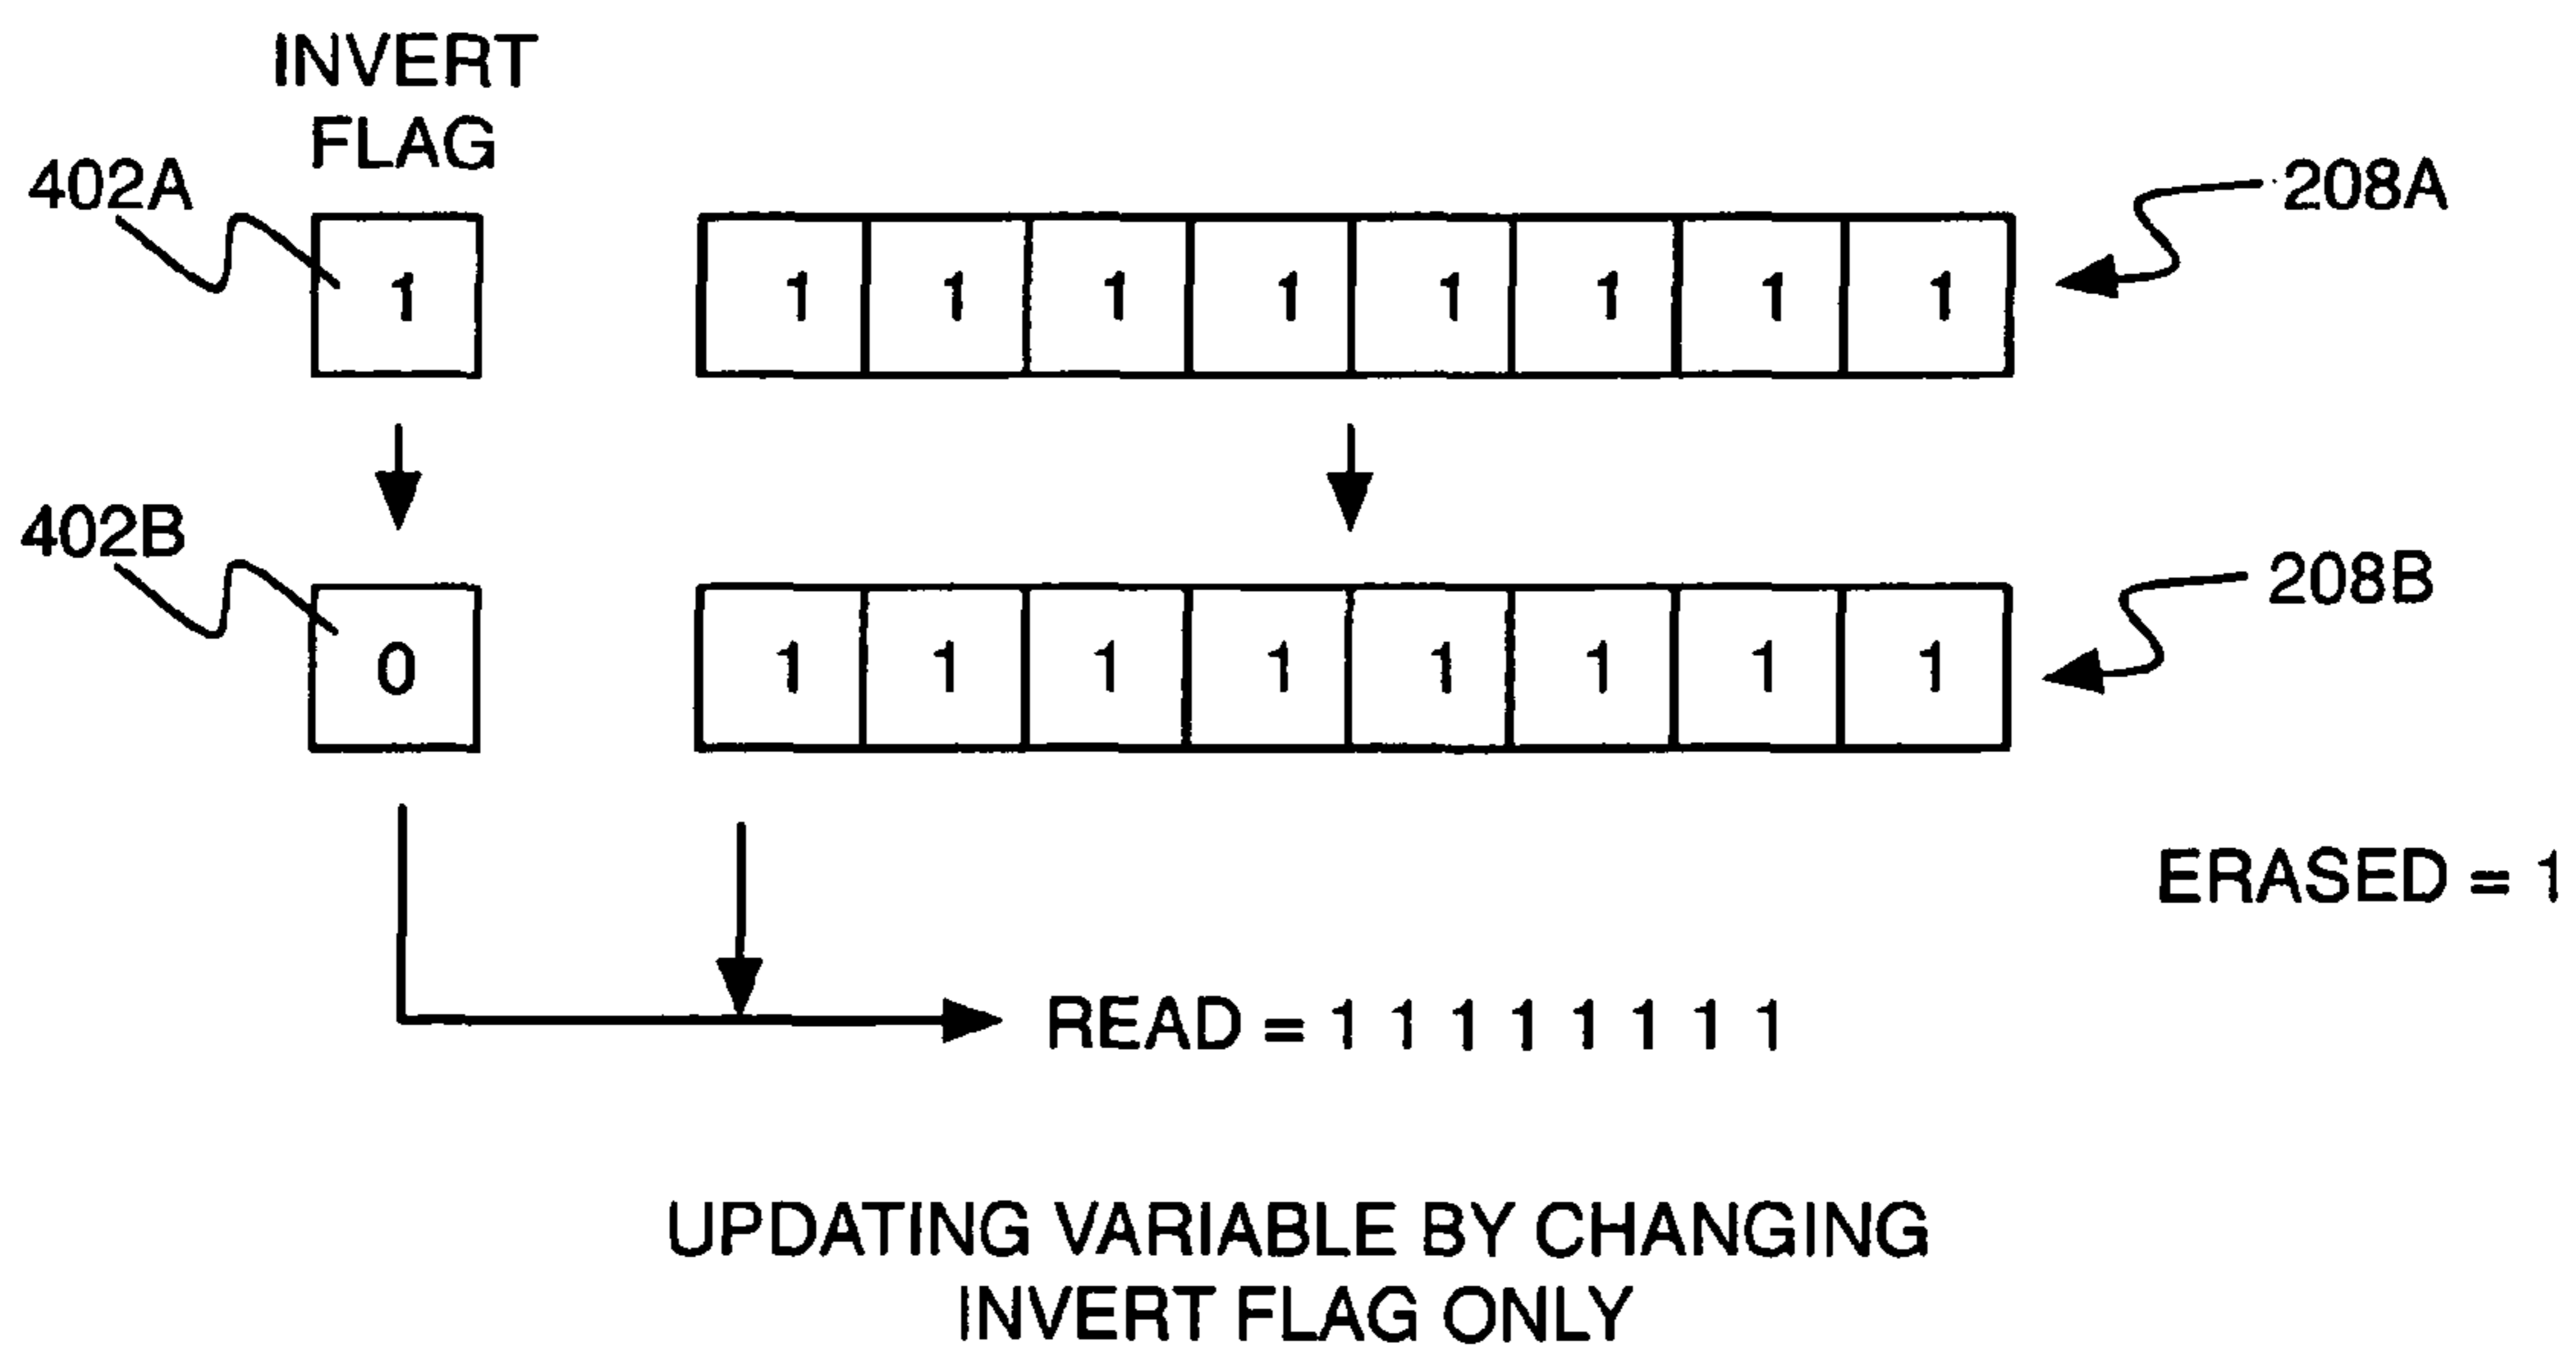 INVERT
FLAG
402A
208A
1
1 1 1 1 1 1 1 1
402B
208B
0
1 1 1 1 1 1 1 1
ERASED = 1
READ = 1 1 1 1 1 1 1 1
UPDATING VARIABLE BY CHANGING
INVERT FLAG ONLY